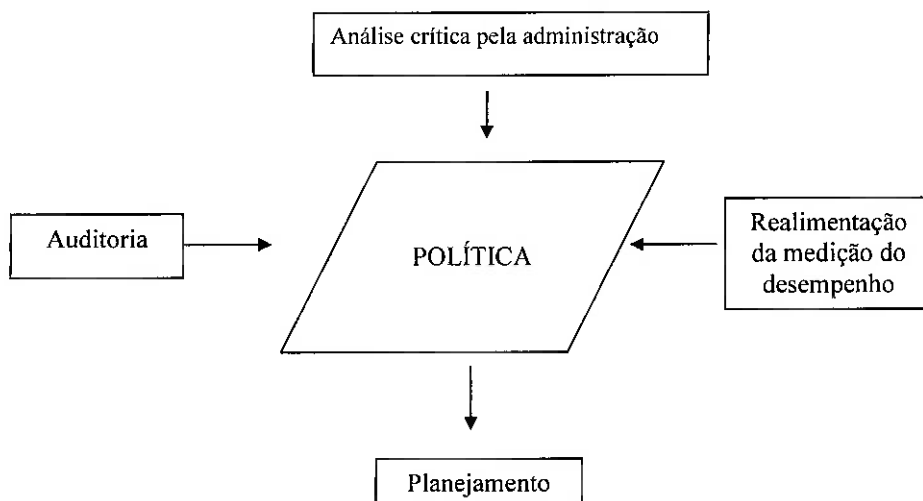 Análise crítica pela administração
Auditoria
POLÍTICA
Realimentação
da medição do
desempenho
Planejamento